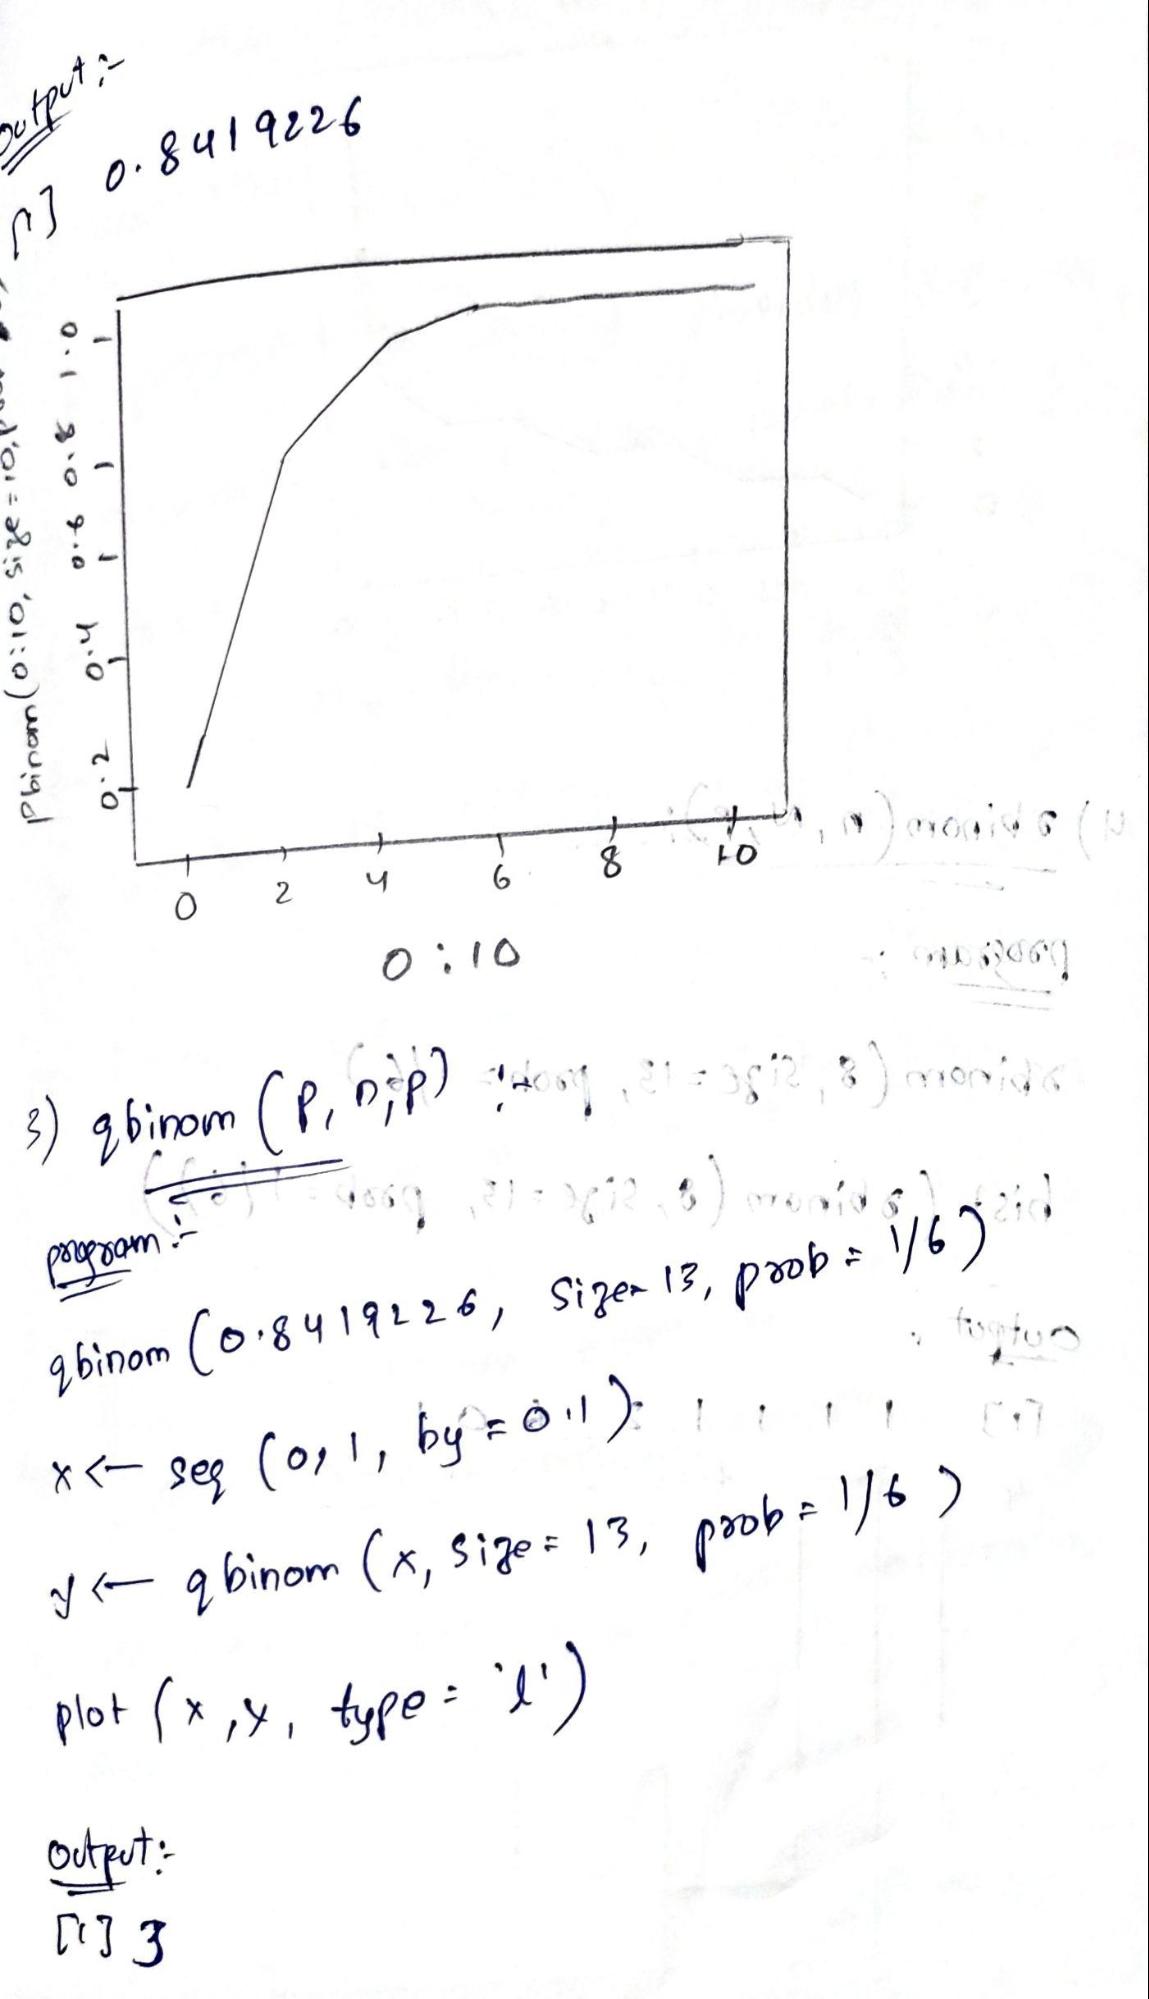 Output :-
[1] 0.8419226
Pbinom (0:10, size = 10,
1.0
0.8
0.6
0.4
0.2
0 2 4 6 8 10
0 : 10
3) qbinom (P, n, p) :-
program :-
qbinom (0.8419226, size = 13, prob = 1/6)
x <- seq (0, 1, by = 0.1)
y <- qbinom (x, size = 13, prob = 1/6)
plot (x, y, type = 'l')
Output :-
[1] 3